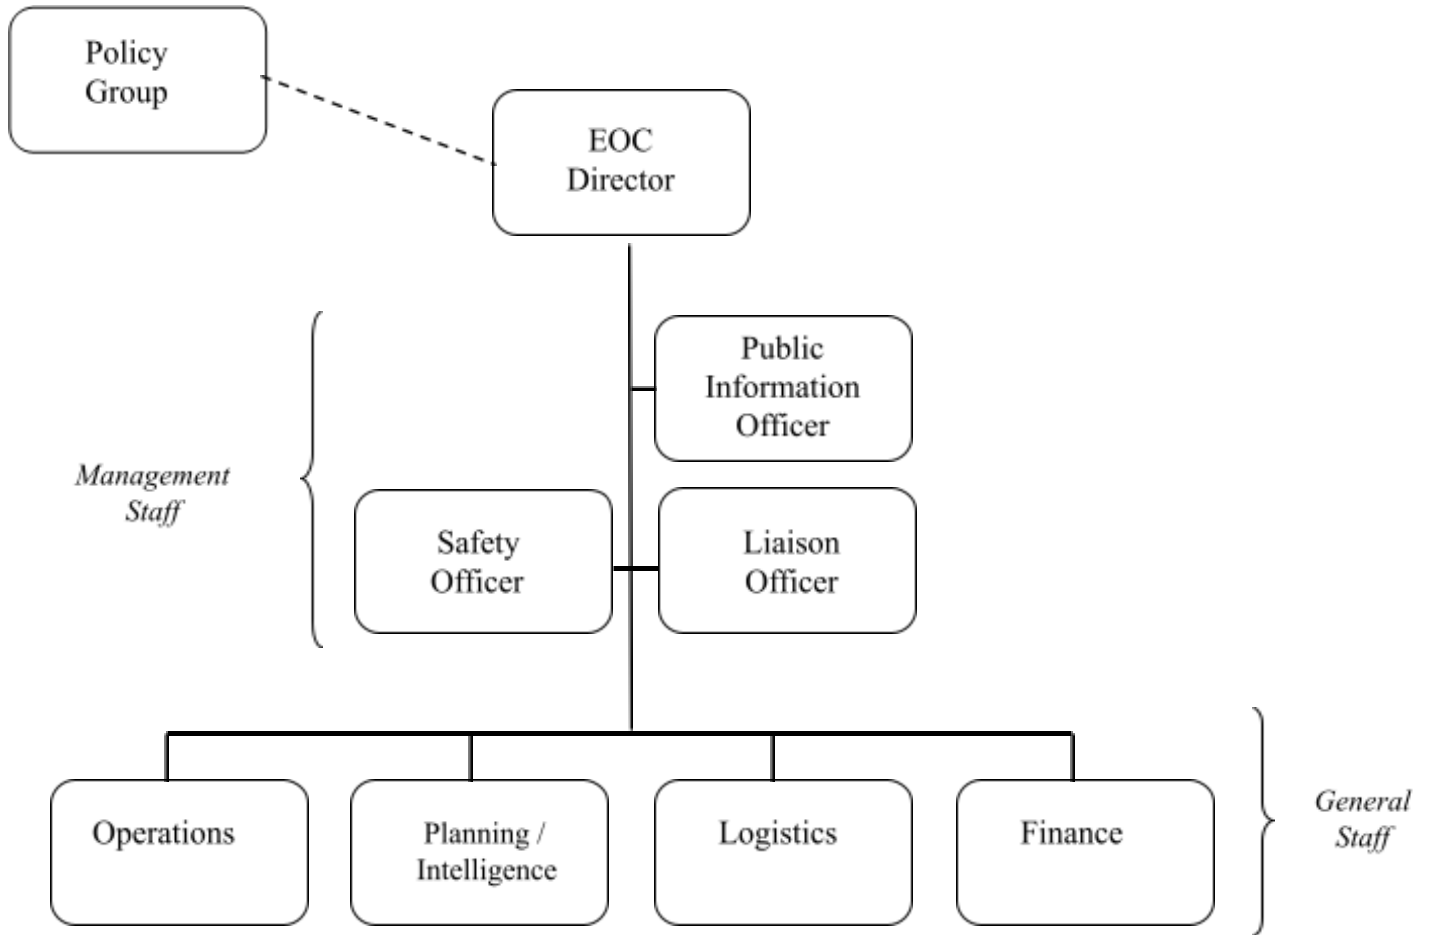 Policy
Group
EOC
Director
Public
Information
Officer
Management
Staff
Safety
Officer
Liaison
Officer
Operations
Planning /
Intelligence
Logistics
Finance
General
Staff